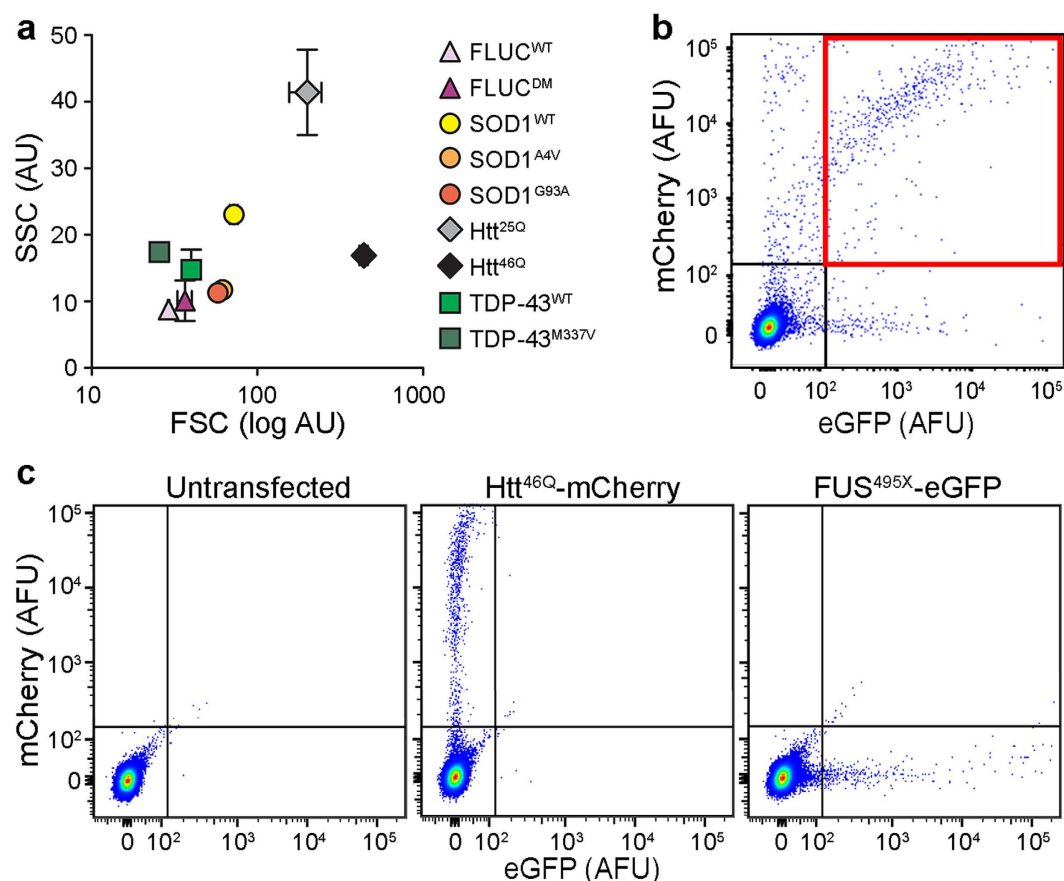 a
50
40
30
20
10
0
SSC (AU)
10 100 1000
FSC (log AU)
FLUCᵂᵀ
FLUCᴰᴹ
SOD1ᵂᵀ
SOD1ᴬ⁴ⱽ
SOD1ᴳ⁹³ᴬ
Htt²⁵Q
Htt⁴⁶Q
TDP-43ᵂᵀ
TDP-43ᴹ³³⁷ⱽ
b
10⁵
10⁴
10³
10²
0
mCherry (AFU)
0 10² 10³ 10⁴ 10⁵
eGFP (AFU)
c
Untransfected Htt⁴⁶Q-mCherry FUS⁴⁹⁵ˣ-eGFP
10⁵
10⁴
10³
10²
0
mCherry (AFU)
0 10² 10³ 10⁴ 10⁵ 0 10² 10³ 10⁴ 10⁵ 0 10² 10³ 10⁴ 10⁵
eGFP (AFU)